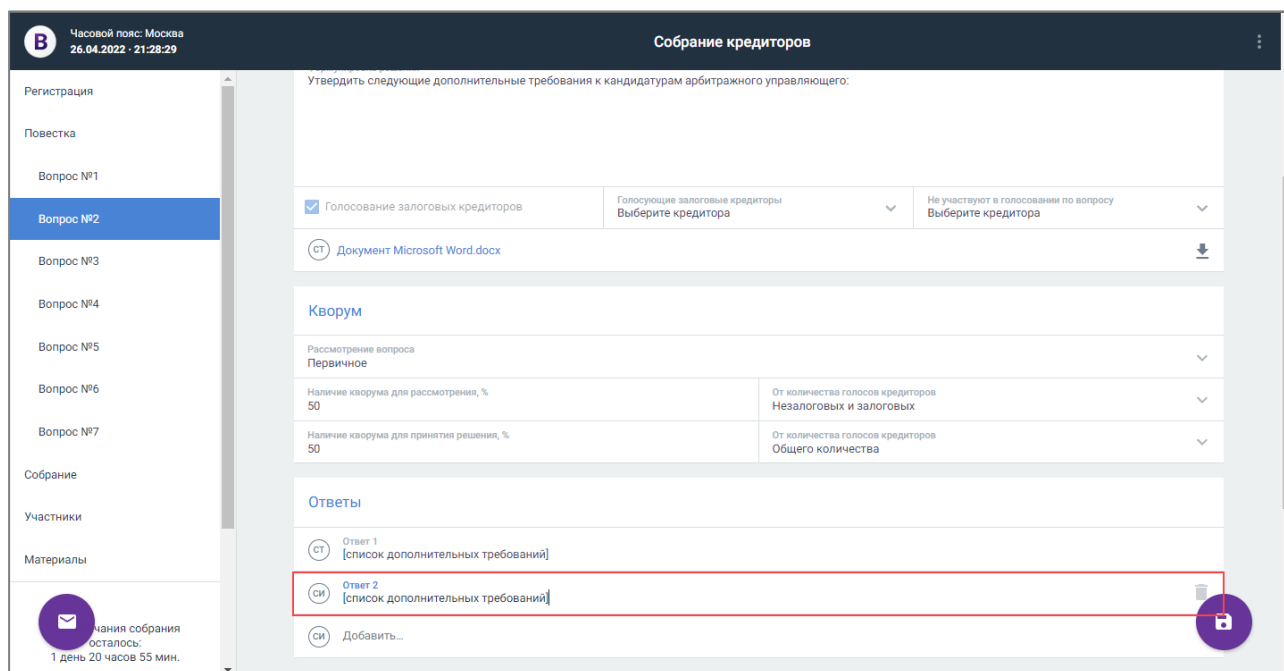 B
Часовой пояс: Москва
26.04.2022 · 21:28:29
Собрание кредиторов
Регистрация
Повестка
Вопрос №1
Вопрос №2
Вопрос №3
Вопрос №4
Вопрос №5
Вопрос №6
Вопрос №7
Собрание
Участники
Материалы
чания собрания
осталось:
1 день 20 часов 55 мин.
Утвердить следующие дополнительные требования к кандидатурам арбитражного управляющего:
Голосование залоговых кредиторов
Голосующие залоговые кредиторы
Выберите кредитора
Не участвуют в голосовании по вопросу
Выберите кредитора
СТ Документ Microsoft Word.docx
Кворум
Рассмотрение вопроса
Первичное
Наличие кворума для рассмотрения, %
50
От количества голосов кредиторов
Незалоговых и залоговых
Наличие кворума для принятия решения, %
50
От количества голосов кредиторов
Общего количества
Ответы
СТ
Ответ 1
[список дополнительных требований]
СИ
Ответ 2
[список дополнительных требований]
СИ Добавить...